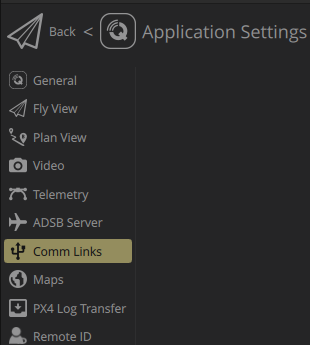 Back < Application Settings
General
Fly View
Plan View
Video
Telemetry
ADSB Server
Comm Links
Maps
PX4 Log Transfer
Remote ID